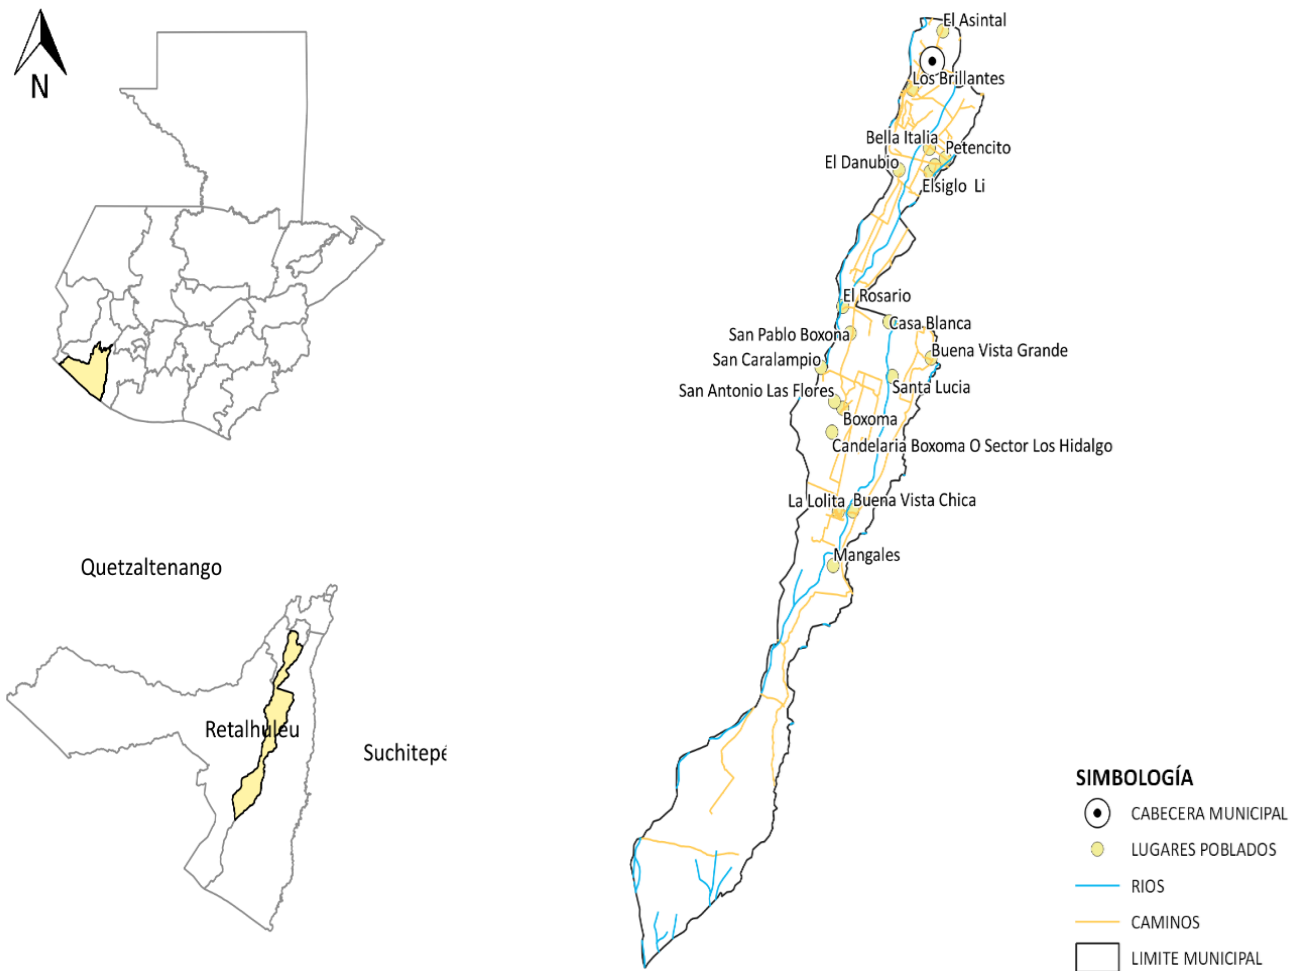 N
El Asintal
Los Brillantes
Bella Italia
Petencito
El Danubio
Elsiglo Li
El Rosario
Casa Blanca
San Pablo Boxona
Buena Vista Grande
San Caralampio
Santa Lucia
San Antonio Las Flores
Boxoma
Candelaria Boxoma O Sector Los Hidalgo
La Lolita
Buena Vista Chica
Mangales
Quetzaltenango
Retalhuleu
Suchitepé
SIMBOLOGÍA
CABECERA MUNICIPAL
LUGARES POBLADOS
RIOS
CAMINOS
LIMITE MUNICIPAL